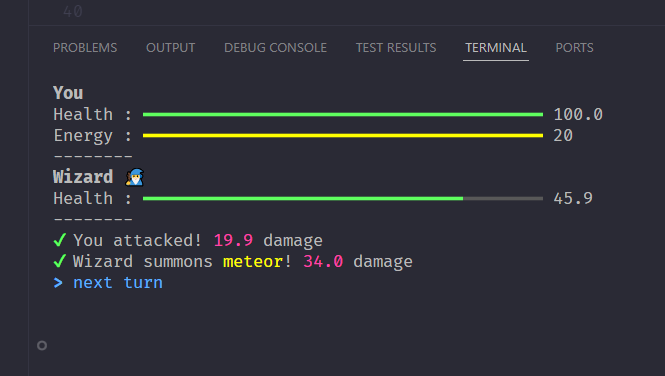 40
PROBLEMS OUTPUT DEBUG CONSOLE TEST RESULTS TERMINAL PORTS
You
Health : 100.0
Energy : 20
--------
Wizard 🧙‍♂️
Health : 45.9
--------
✓ You attacked! 19.9 damage
✓ Wizard summons meteor! 34.0 damage
> next turn